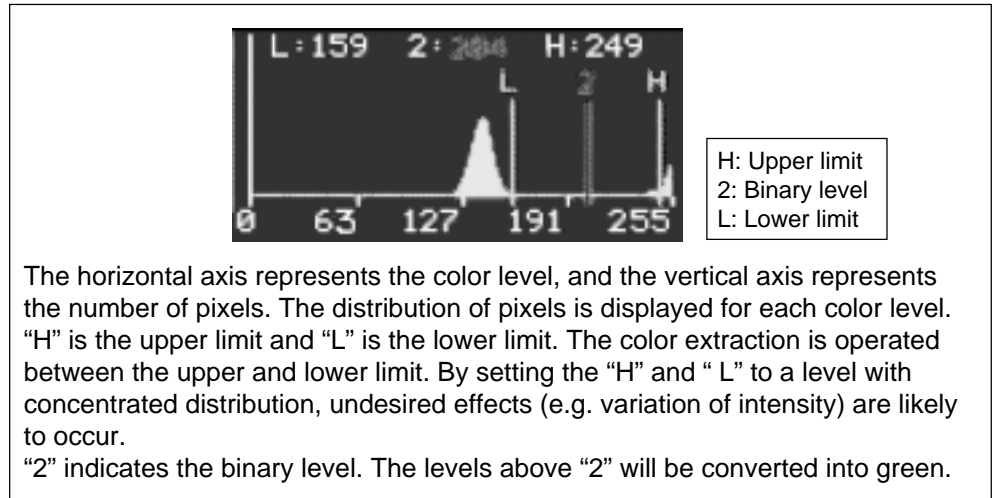 L:159 2:204 H:249
L 2 H
H: Upper limit
2: Binary level
L: Lower limit
0 63 127 191 255
The horizontal axis represents the color level, and the vertical axis represents
the number of pixels. The distribution of pixels is displayed for each color level.
“H” is the upper limit and “L” is the lower limit. The color extraction is operated
between the upper and lower limit. By setting the “H” and “ L” to a level with
concentrated distribution, undesired effects (e.g. variation of intensity) are likely
to occur.
“2” indicates the binary level. The levels above “2” will be converted into green.